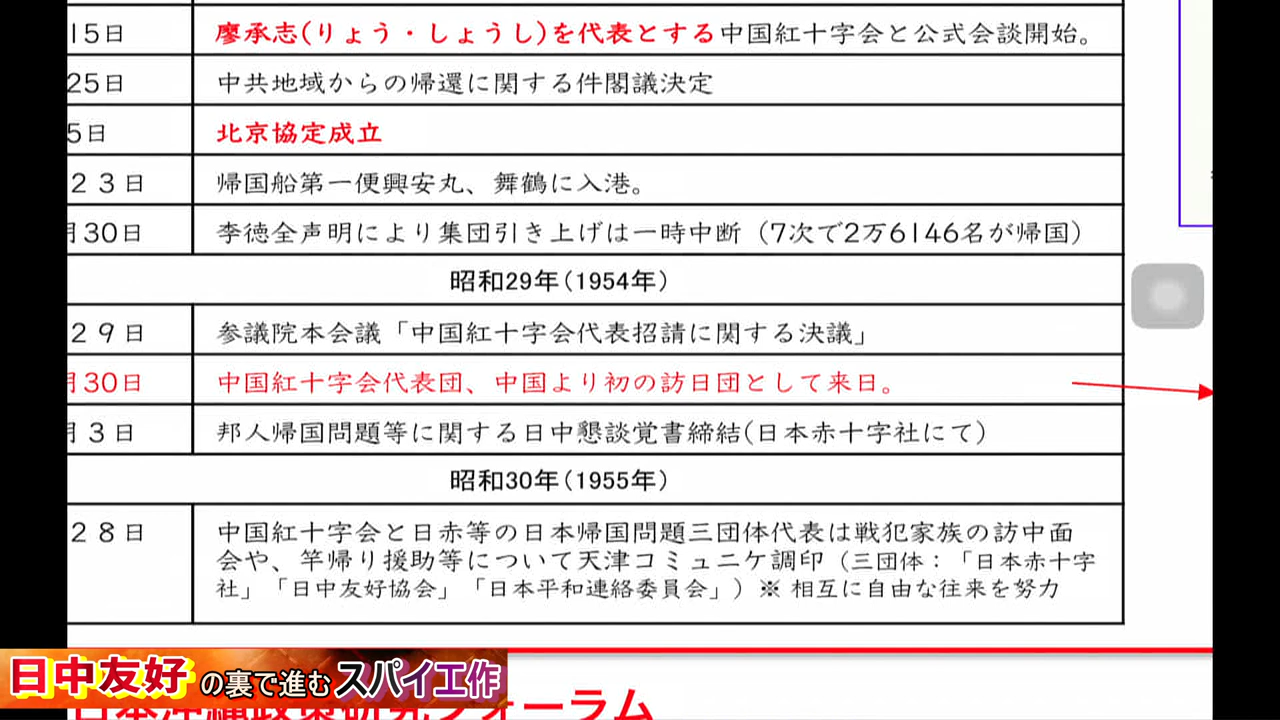 15日 廖承志(りょう・しょうし)を代表とする中国紅十字会と公式会談開始。
25日 中共地域からの帰還に関する件閣議決定
5日 北京協定成立
23日 帰国船第一便興安丸、舞鶴に入港。
月30日 李徳全声明により集団引き上げは一時中断（7次で2万6146名が帰国）
昭和29年(1954年)
29日 参議院本会議「中国紅十字会代表招請に関する決議」
月30日 中国紅十字会代表団、中国より初の訪日団として来日。
月3日 邦人帰国問題等に関する日中懇談覚書締結(日本赤十字社にて)
昭和30年(1955年)
28日 中国紅十字会と日赤等の日本帰国問題三団体代表は戦犯家族の訪中面
会や、竿帰り援助等について天津コミュニケ調印（三団体：「日本赤十字
社」「日中友好協会」「日本平和連絡委員会」）※ 相互に自由な往来を努力
日中友好の裏で進むスパイ工作
日本沖縄政策研究フォーラム